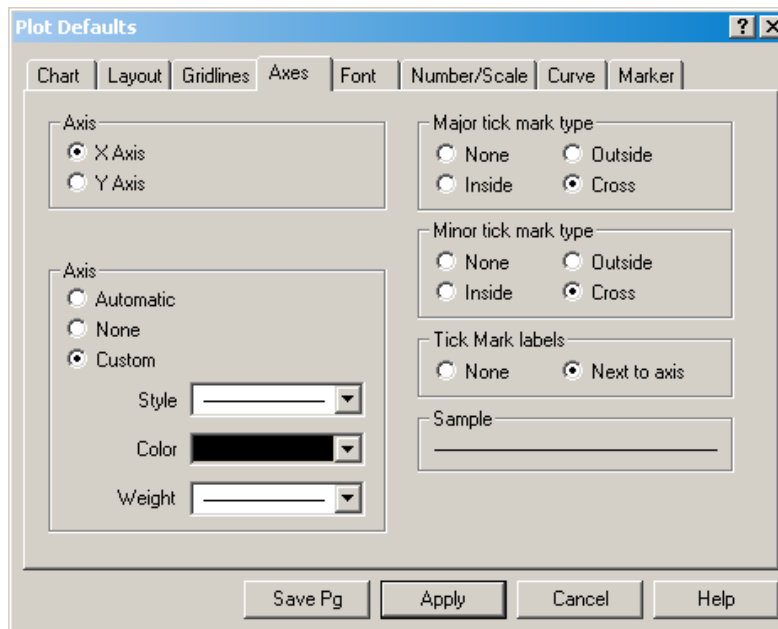 Plot Defaults
Chart Layout Gridlines Axes Font Number/Scale Curve Marker
Axis
X Axis
Y Axis
Axis
Automatic
None
Custom
Style
Color
Weight
Major tick mark type
None Outside
Inside Cross
Minor tick mark type
None Outside
Inside Cross
Tick Mark labels
None Next to axis
Sample
Save Pg Apply Cancel Help